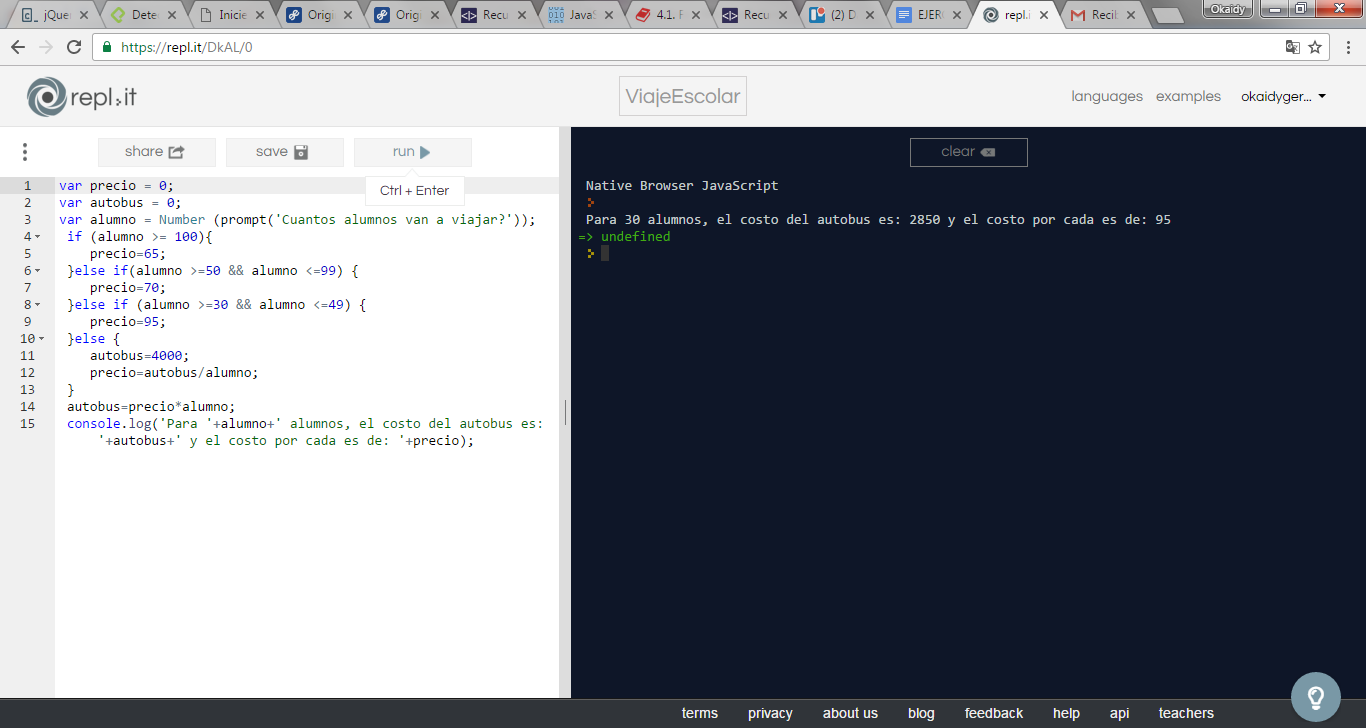 jQue
Dete
Inicie
Origi
Origi
Recu
Java
4.1. F
Recu
(2) D
EJER
repl.i
Recib
Okaidy
https://repl.it/DkAL/0
repl.it
ViajeEscolar
languages examples okaidyger...
share save run
clear
Ctrl + Enter
1 var precio = 0;
2 var autobus = 0;
3 var alumno = Number (prompt('Cuantos alumnos van a viajar?'));
4 if (alumno >= 100){
5 precio=65;
6 }else if(alumno >=50 && alumno <=99) {
7 precio=70;
8 }else if (alumno >=30 && alumno <=49) {
9 precio=95;
10 }else {
11 autobus=4000;
12 precio=autobus/alumno;
13 }
14 autobus=precio*alumno;
15 console.log('Para '+alumno+' alumnos, el costo del autobus es:
'+autobus+' y el costo por cada es de: '+precio);
Native Browser JavaScript
Para 30 alumnos, el costo del autobus es: 2850 y el costo por cada es de: 95
=> undefined
terms privacy about us blog feedback help api teachers